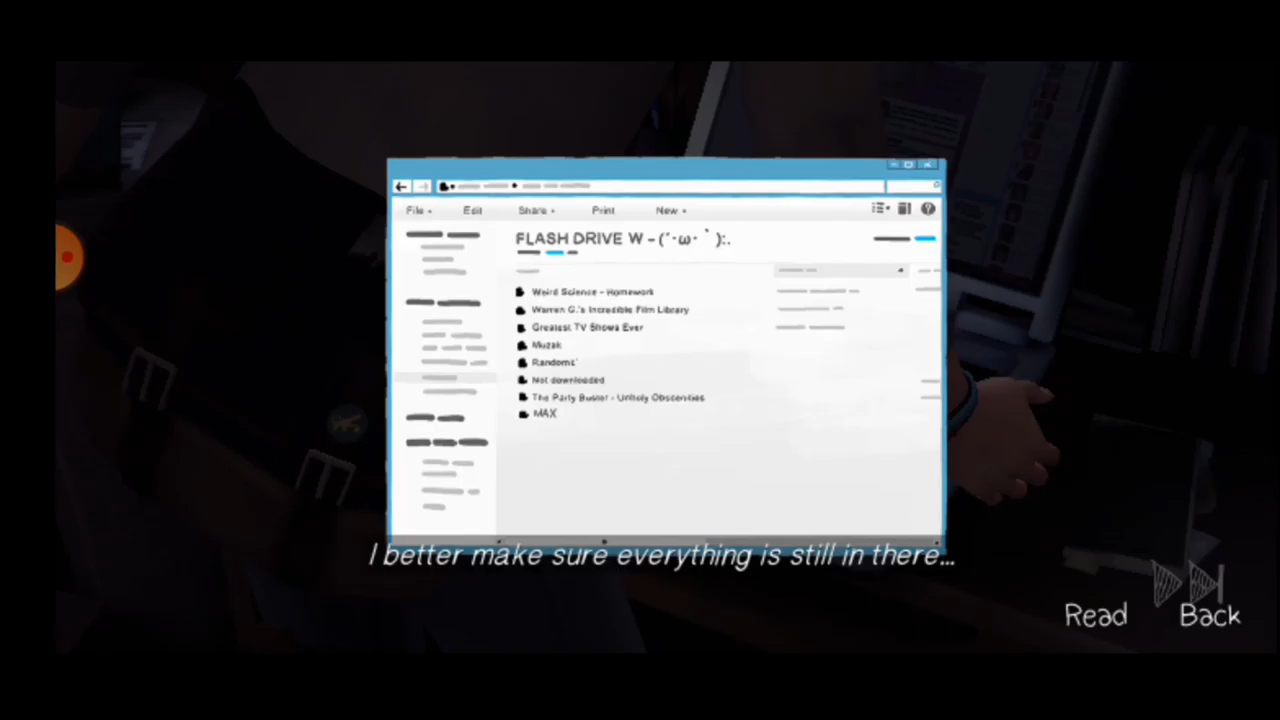 File Edit Share Print New
FLASH DRIVE W - (´･ω･`):.
Weird Science - Homework
Warren G.'s Incredible Film Library
Greatest TV Shows Ever
Muzak
Randoms'
Not downloaded
The Party Buster - Unholy Obscenities
MAX
I better make sure everything is still in there...
Read Back